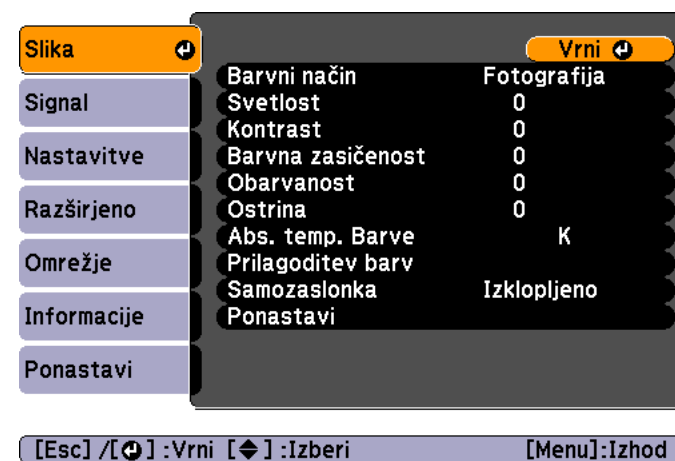 Slika
Signal
Nastavitve
Razširjeno
Omrežje
Informacije
Ponastavi
Vrni
Barvni način Fotografija
Svetlost 0
Kontrast 0
Barvna zasičenost 0
Obarvanost 0
Ostrina 0
Abs. temp. Barve K
Prilagoditev barv
Samozaslonka Izklopljeno
Ponastavi
[Esc] /[⏎] :Vrni [◆] :Izberi [Menu]:Izhod